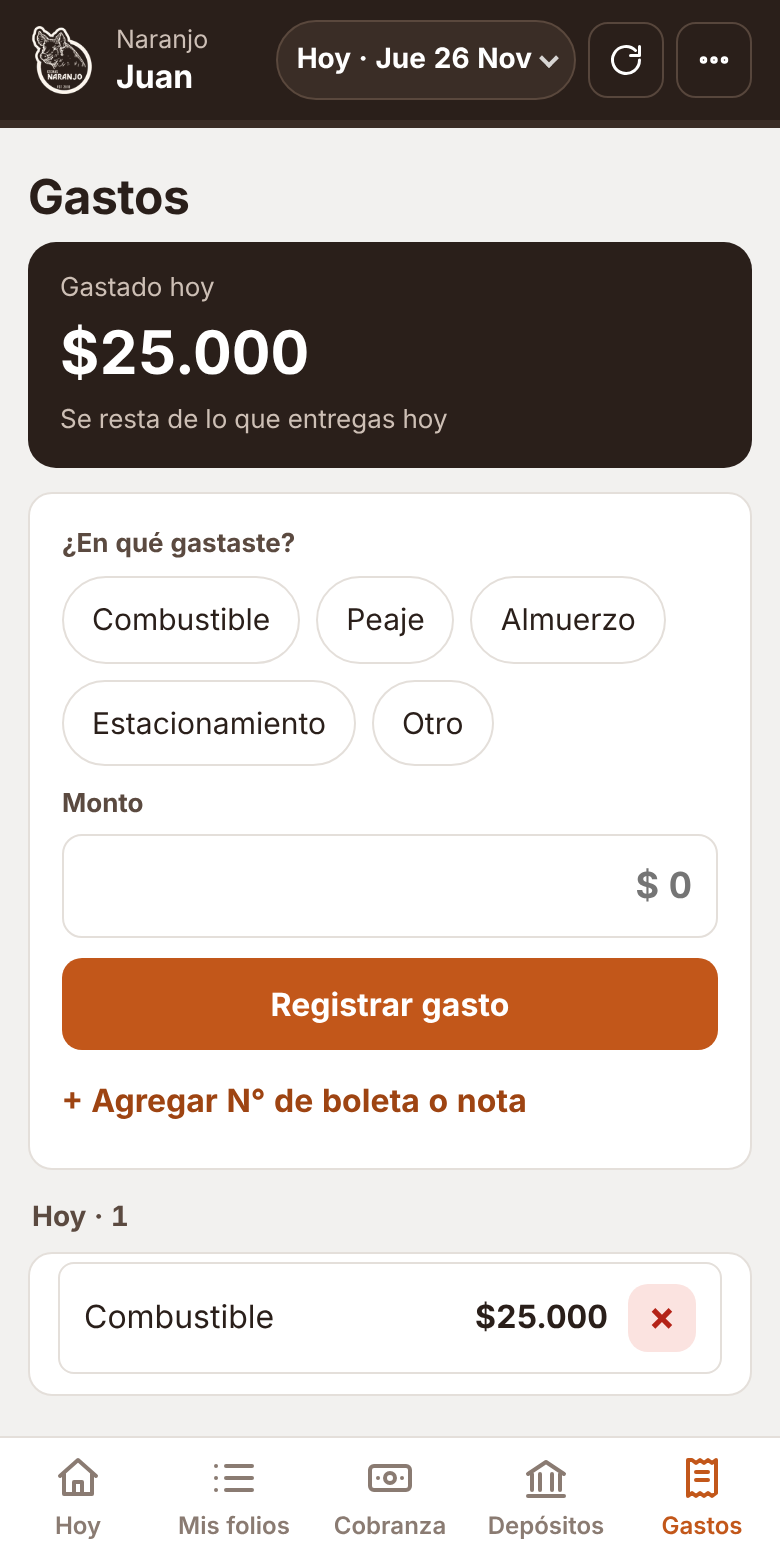 NARANJO
Naranjo
Juan
Hoy · Jue 26 Nov
Gastos
Gastado hoy
$25.000
Se resta de lo que entregas hoy
¿En qué gastaste?
Combustible
Peaje
Almuerzo
Estacionamiento
Otro
Monto
$ 0
Registrar gasto
+ Agregar N° de boleta o nota
Hoy · 1
Combustible
$25.000
Hoy
Mis folios
Cobranza
Depósitos
Gastos